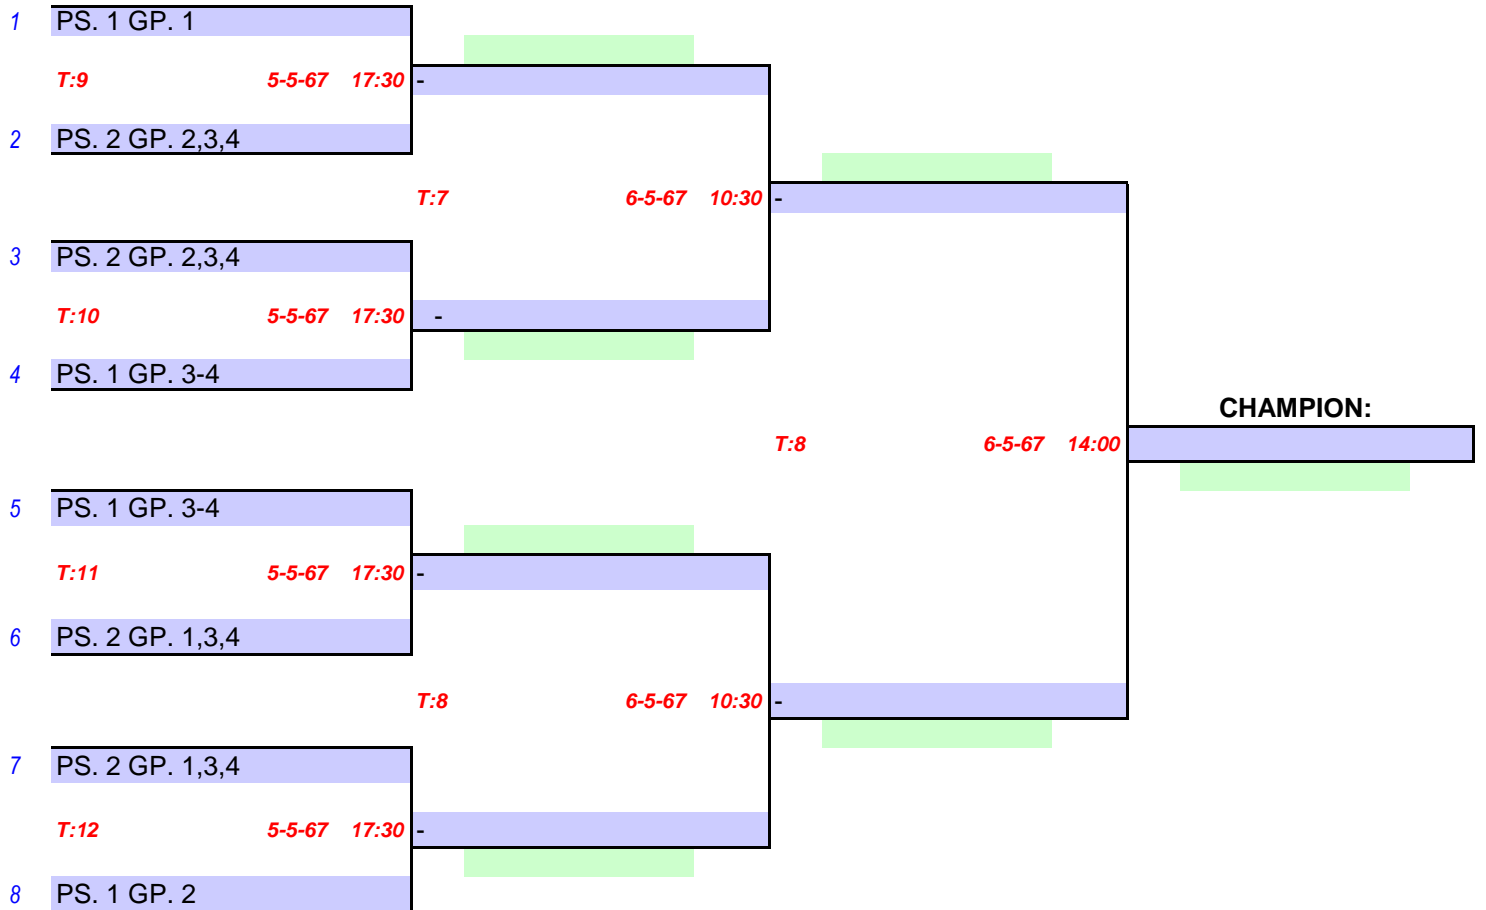 1 PS. 1 GP. 1
T:9 5-5-67 17:30 -
2 PS. 2 GP. 2,3,4
T:7 6-5-67 10:30 -
3 PS. 2 GP. 2,3,4
T:10 5-5-67 17:30 -
4 PS. 1 GP. 3-4
CHAMPION:
T:8 6-5-67 14:00
5 PS. 1 GP. 3-4
T:11 5-5-67 17:30 -
6 PS. 2 GP. 1,3,4
T:8 6-5-67 10:30 -
7 PS. 2 GP. 1,3,4
T:12 5-5-67 17:30 -
8 PS. 1 GP. 2